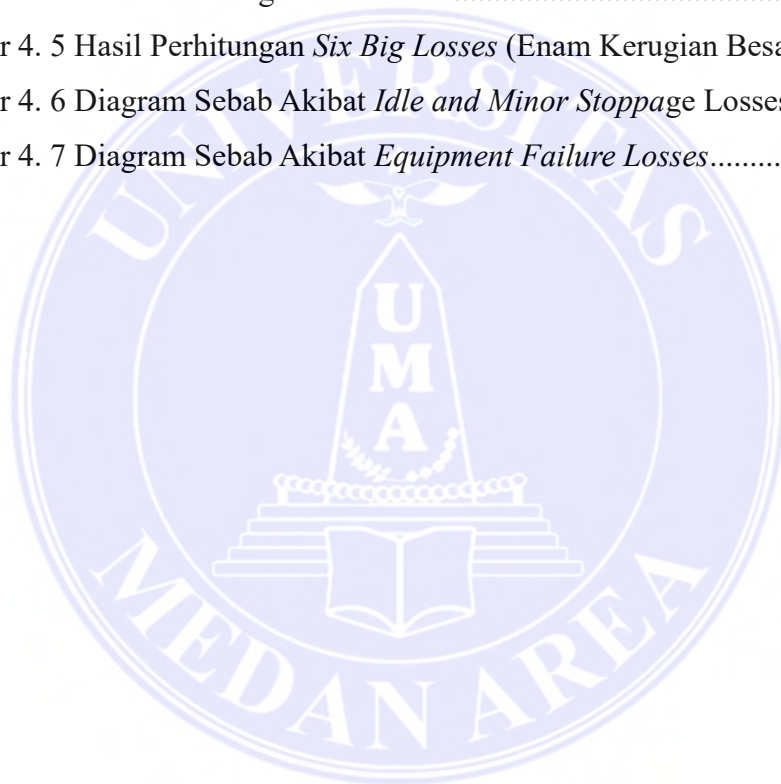 r 4. 5 Hasil Perhitungan Six Big Losses (Enam Kerugian Besa
r 4. 6 Diagram Sebab Akibat Idle and Minor Stoppage Losses
r 4. 7 Diagram Sebab Akibat Equipment Failure Losses.........
UNIVERSITAS
UMA
MEDAN AREA